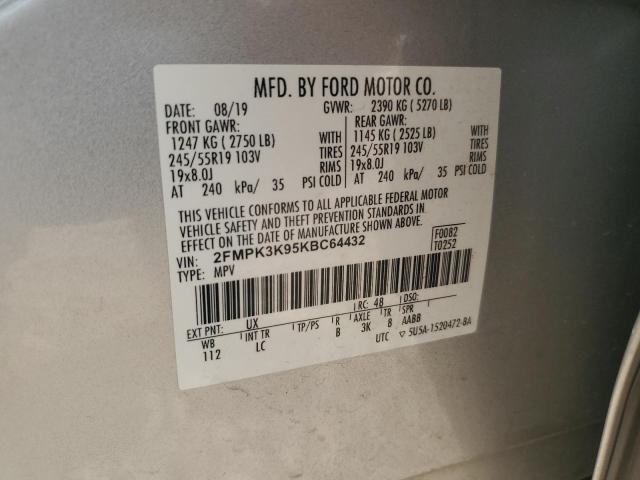 MFD. BY FORD MOTOR CO.
DATE: 08/19 GVWR: 2390 KG ( 5270 LB)
FRONT GAWR: REAR GAWR:
1247 KG ( 2750 LB) WITH 1145 KG ( 2525 LB) WITH
245/55R19 103V TIRES 245/55R19 103V TIRES
19x8.0J RIMS 19x8.0J RIMS
AT 240 kPa/ 35 PSI COLD AT 240 kPa/ 35 PSI COLD
THIS VEHICLE CONFORMS TO ALL APPLICABLE FEDERAL MOTOR
VEHICLE SAFETY AND THEFT PREVENTION STANDARDS IN
EFFECT ON THE DATE OF MANUFACTURE SHOWN ABOVE.
VIN: 2FMPK3K95KBC64432 F0082
TYPE: MPV T0252
EXT PNT: UX RC: 48 DSO:
WB INT TR TP/PS R AXLE TR SPR
112 LC B 3K 8 AABB
UTC ▽ 5U5A-1520472-BA